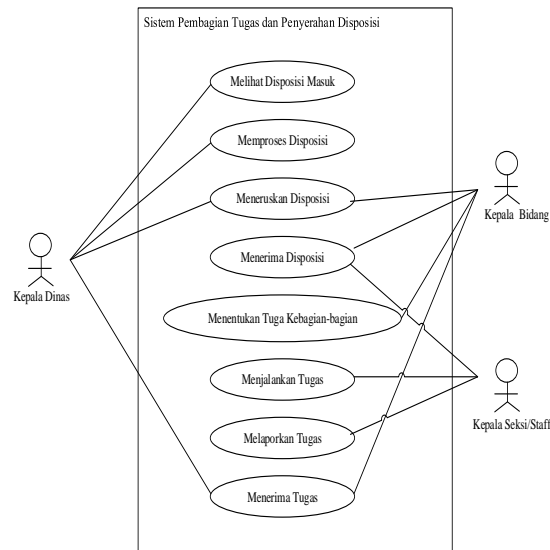 Sistem Pembagian Tugas dan Penyerahan Disposisi
Melihat Disposisi Masuk
Memproses Disposisi
Meneruskan Disposisi
Kepala Bidang
Menerima Disposisi
Kepala Dinas
Menentukan Tuga Kebagian-bagian
Menjalankan Tugas
Kepala Seksi/Staff
Melaporkan Tugas
Menerima Tugas